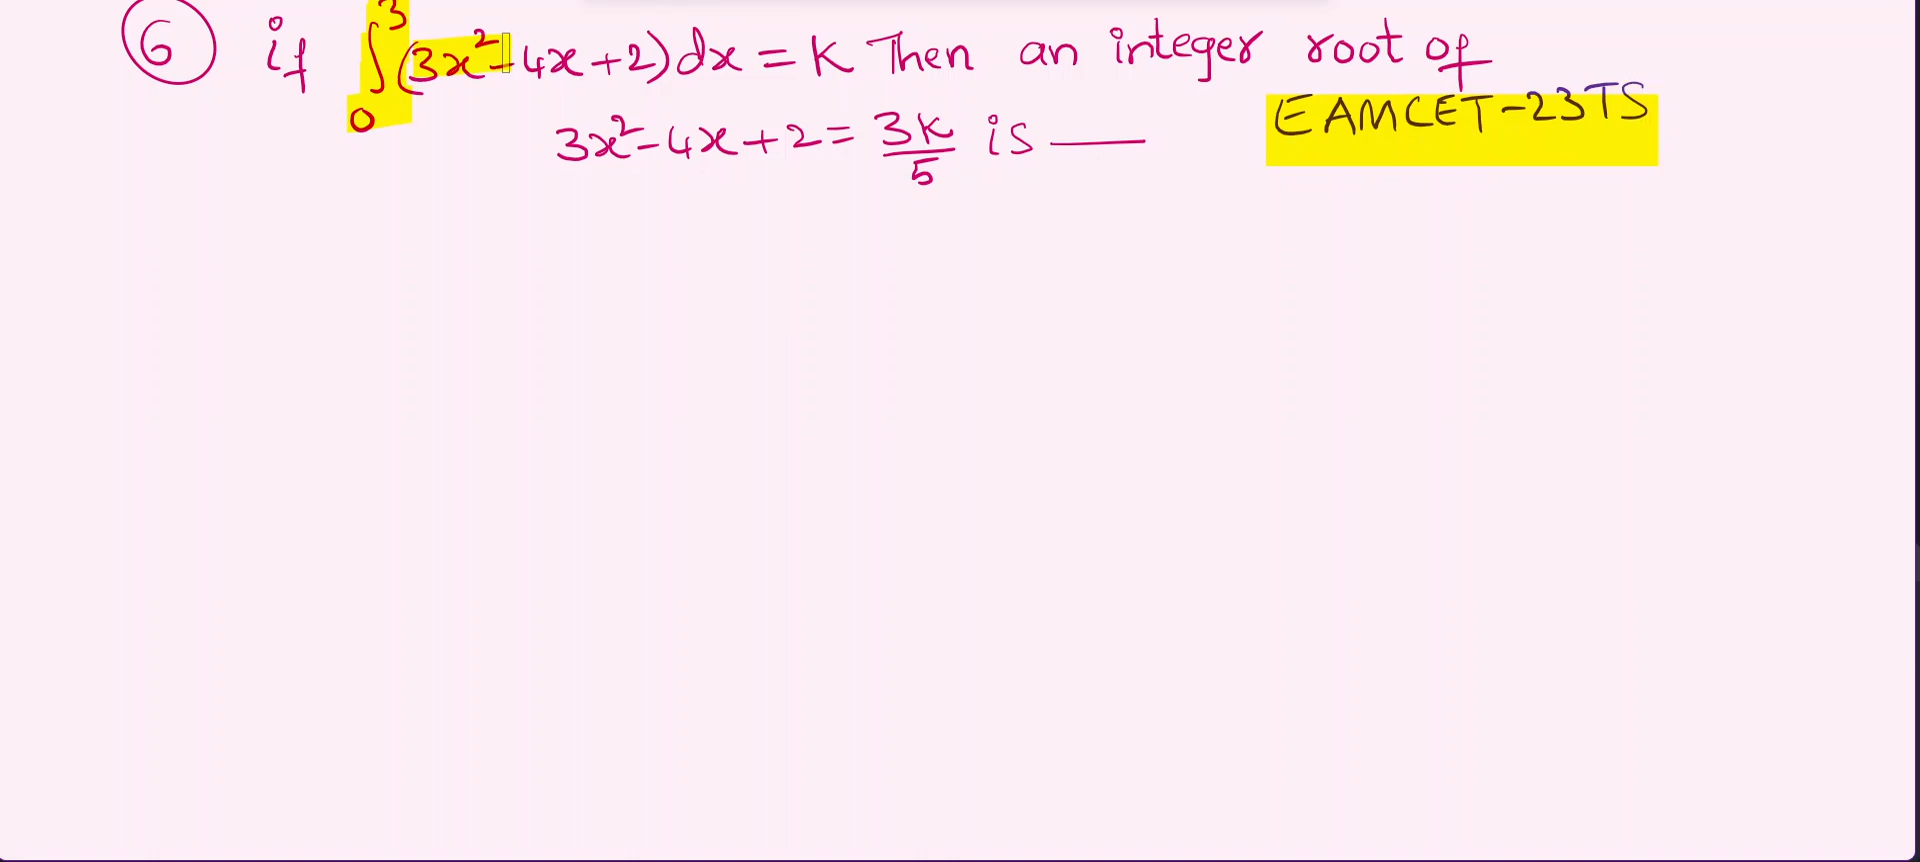 6 if ∫₀³ (3x²-4x+2)dx = K Then an integer root of
3x²-4x+2 = 3K/5 is ___
EAMCET-23TS